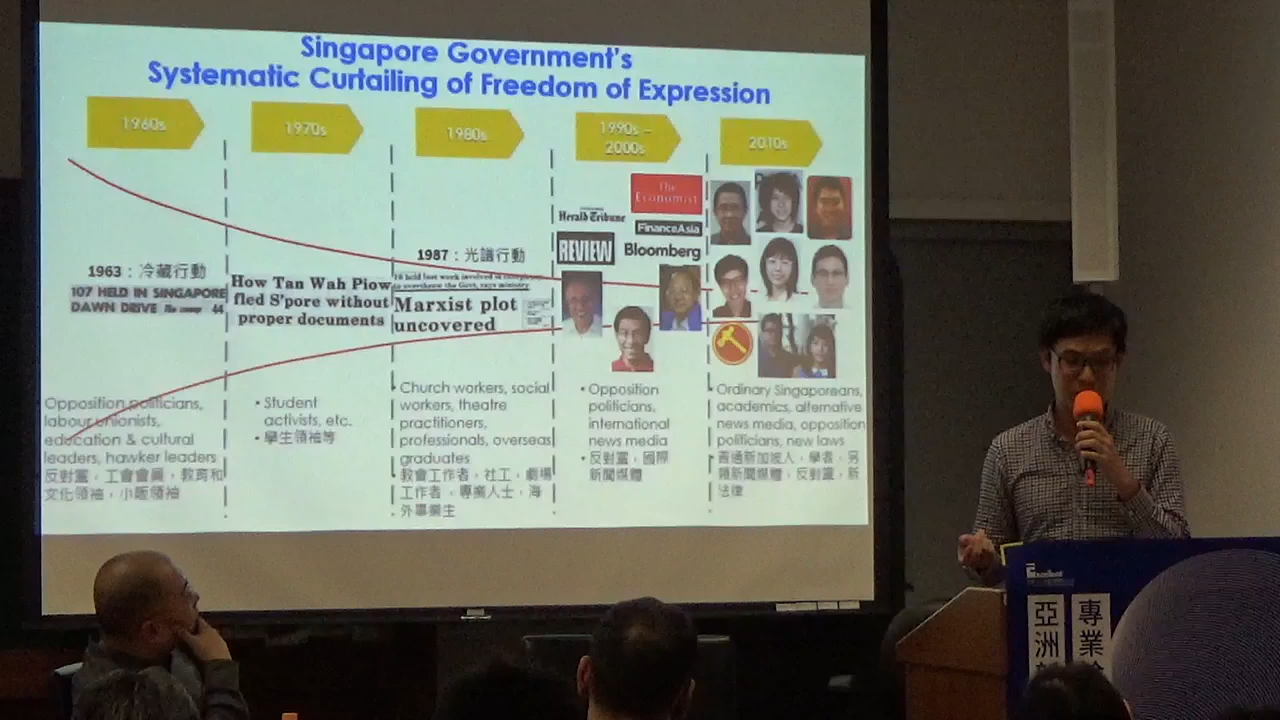 Singapore Government's
Systematic Curtailing of Freedom of Expression
1960s
1970s
1980s
1990s –
2000s
2010s
1963：冷藏行動
107 HELD IN SINGAPORE
DAWN DRIVE
44
How Tan Wah Piow
fled S'pore without
proper documents
1987：光譜行動
to overthrow the Govt, says ministry
Marxist plot
uncovered
Herald Tribune
The
Economist
FinanceAsia
REVIEW
Bloomberg
Opposition politicians,
labour unionists,
education & cultural
leaders, hawker leaders
反對黨，工會會員，教育和
文化領袖，小販領袖
• Student
activists, etc.
• 學生領袖等
• Church workers, social
workers, theatre
practitioners,
professionals, overseas
graduates
• 教會工作者，社工，劇場
工作者，專業人士，海
外畢業生
• Opposition
politicians,
international
news media
• 反對黨，國際
新聞媒體
• Ordinary Singaporeans,
academics, alternative
news media, opposition
politicians, new laws
• 普通新加坡人，學者，另
類新聞媒體，反對黨，新
法律
亞洲
專業